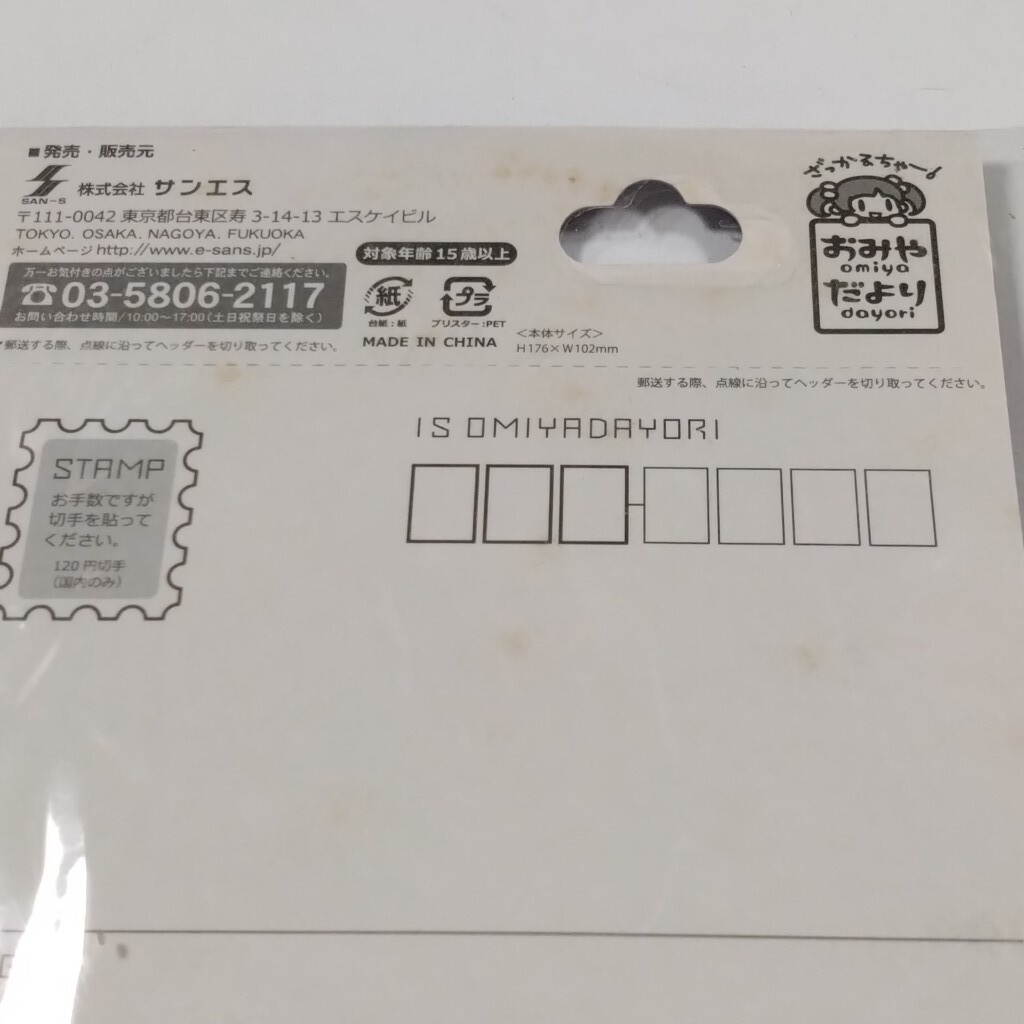 ■発売・販売元
SAN-S
株式会社 サンエス
〒111-0042 東京都台東区寿 3-14-13 エスケイビル
TOKYO. OSAKA. NAGOYA. FUKUOKA
ホームページ http://www.e-sans.jp/
万一お気付きの点がございましたら下記までご連絡ください。
☎03-5806-2117
お問い合わせ時間/10:00〜17:00(土日祝祭日を除く)
郵送する際、点線に沿ってヘッダーを切り取ってください。
対象年齢15歳以上
紙
プラ
台紙:紙
ブリスター:PET
MADE IN CHINA
<本体サイズ>
H176×W102mm
ざっかるちゃー!
おみや
omiya
だより
dayori
郵送する際、点線に沿ってヘッダーを切り取ってください。
STAMP
お手数ですが
切手を貼って
ください。
120円切手
(国内のみ)
IS OMIYADAYORI